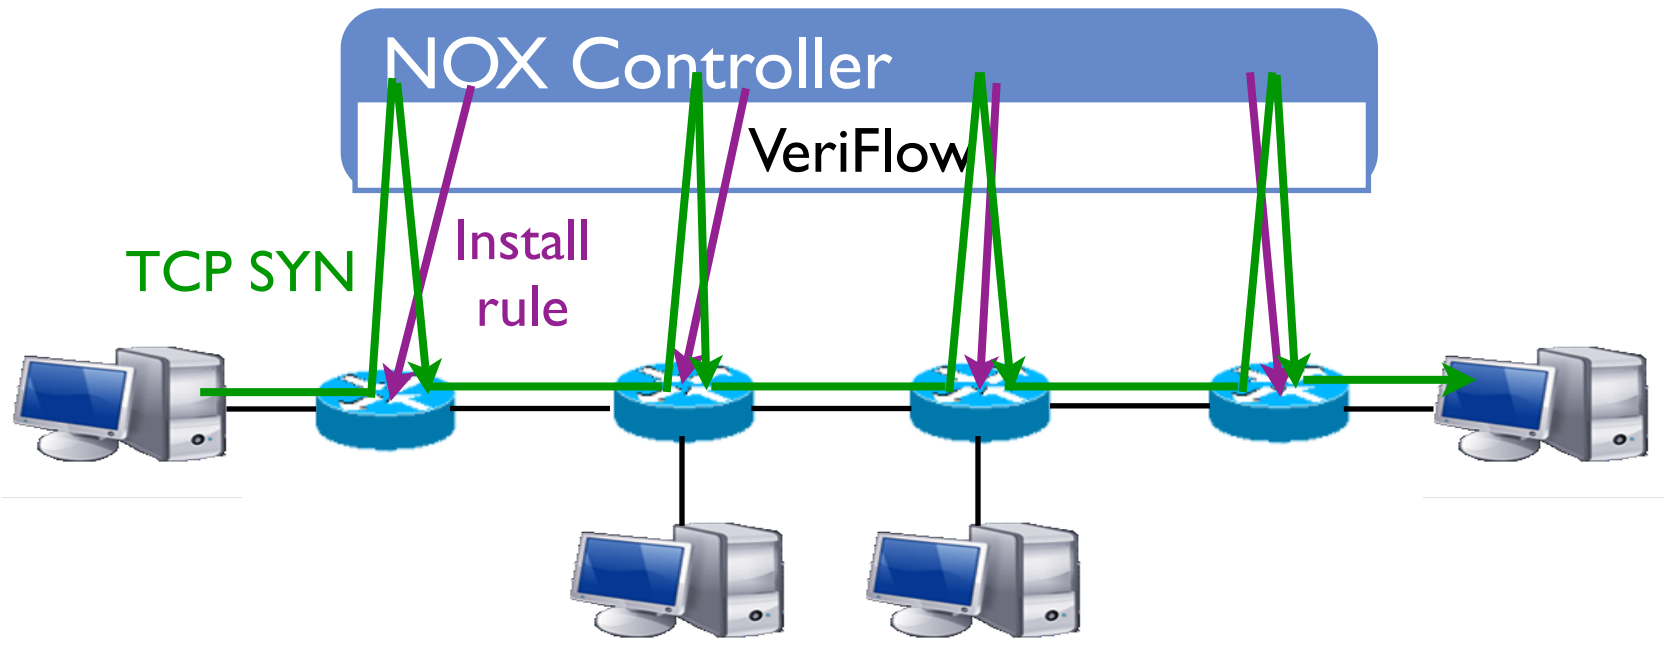 NOX Controller
VeriFlow
Install
rule
TCP SYN